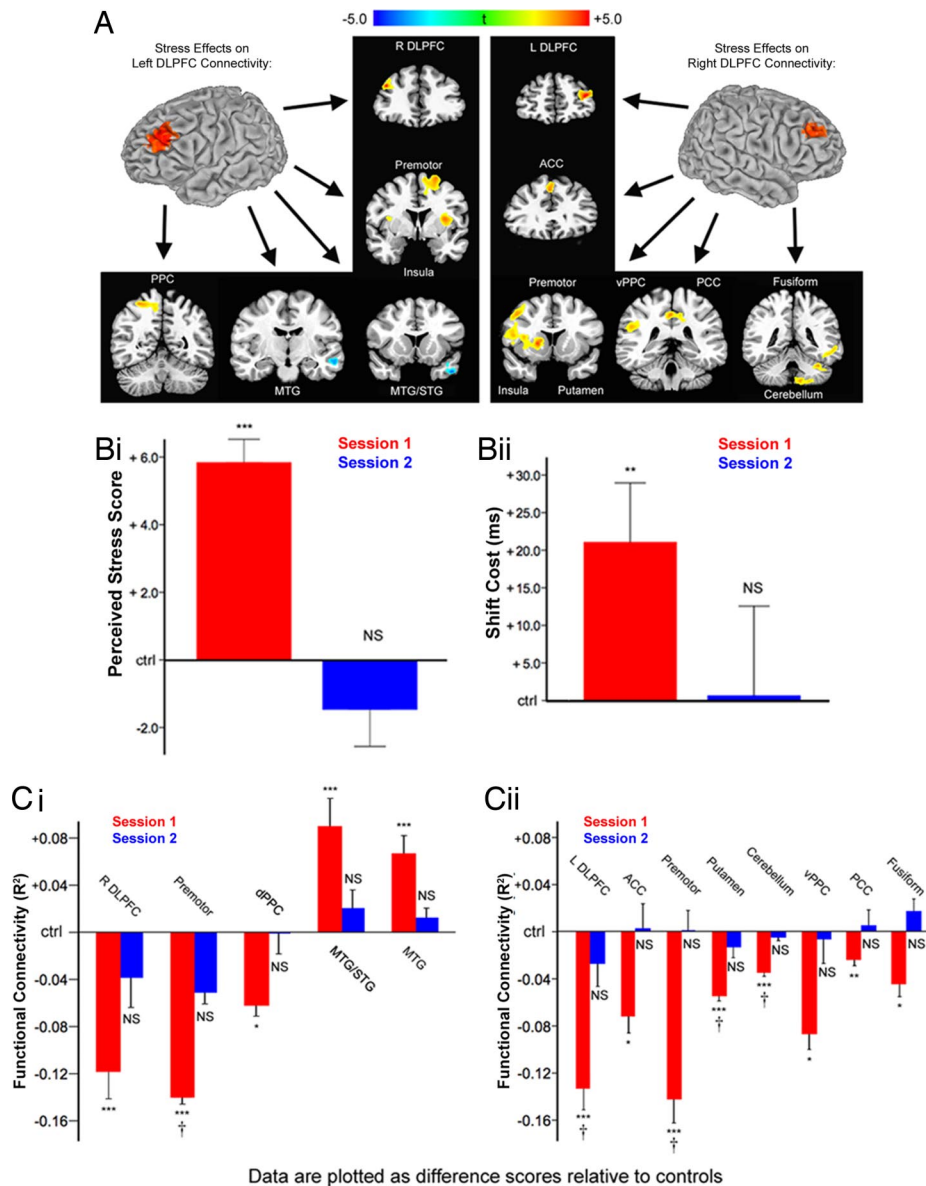 A
-5.0 t +5.0
Stress Effects on
Left DLPFC Connectivity:
R DLPFC
L DLPFC
Stress Effects on
Right DLPFC Connectivity:
Premotor
ACC
Insula
PPC
MTG
MTG/STG
Premotor
vPPC
PCC
Fusiform
Insula
Putamen
Cerebellum
Bi
Perceived Stress Score
+ 6.0
+ 4.0
+ 2.0
ctrl
-2.0
***
NS
Session 1
Session 2
Bii
Shift Cost (ms)
+30.0
+25.0
+20.0
+15.0
+10.0
+5.0
ctrl
**
NS
Session 1
Session 2
Ci
Functional Connectivity (R²)
+0.08
+0.04
ctrl
-0.04
-0.08
-0.12
-0.16
Session 1
Session 2
R DLPFC
Premotor
dPPC
MTG/STG
MTG
***
NS
***
†
NS
*
NS
***
NS
***
NS
Cii
Functional Connectivity (R²)
+0.08
+0.04
ctrl
-0.04
-0.08
-0.12
-0.16
Session 1
Session 2
L DLPFC
ACC
Premotor
Putamen
Cerebellum
vPPC
PCC
Fusiform
***
†
NS
*
NS
***
†
NS
***
†
NS
***
†
NS
*
NS
**
NS
*
NS
Data are plotted as difference scores relative to controls